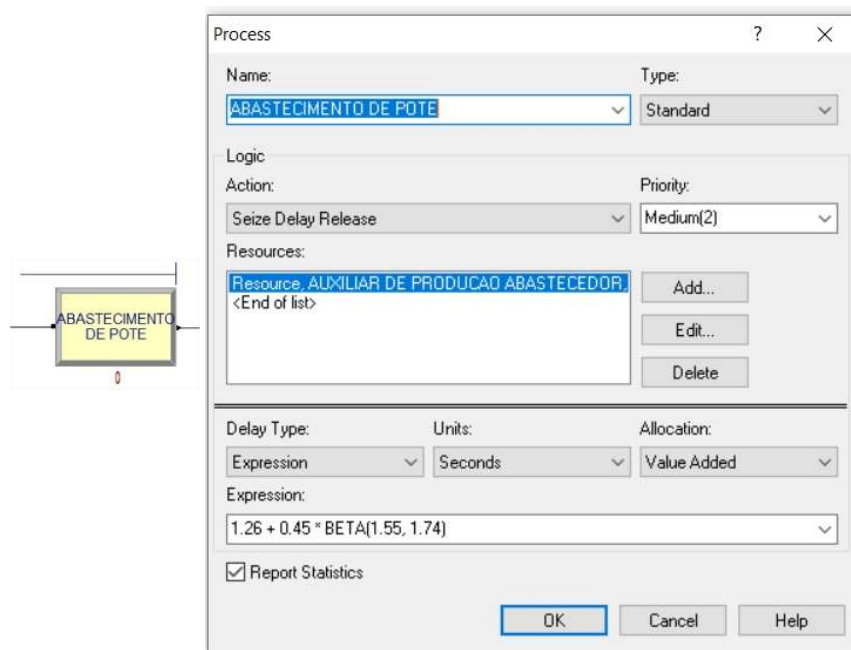 Process
?
Name:
Type:
ABASTECIMENTO DE POTE
Standard
Logic
Action:
Priority:
Seize Delay Release
Medium(2)
Resources:
Resource, AUXILIAR DE PRODUCAO ABASTECEDOR,
<End of list>
Add...
Edit...
Delete
ABASTECIMENTO
DE POTE
0
Delay Type:
Units:
Allocation:
Expression
Seconds
Value Added
Expression:
1.26 + 0.45 * BETA(1.55, 1.74)
Report Statistics
OK
Cancel
Help